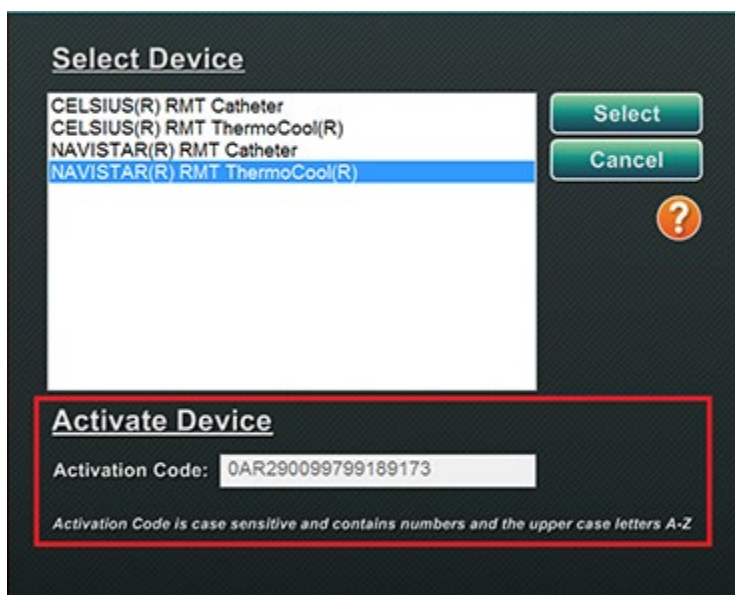 Select Device
CELSIUS(R) RMT Catheter
CELSIUS(R) RMT ThermoCool(R)
NAVISTAR(R) RMT Catheter
NAVISTAR(R) RMT ThermoCool(R)
Select
Cancel
?
Activate Device
Activation Code: 0AR290099799189173
Activation Code is case sensitive and contains numbers and the upper case letters A-Z